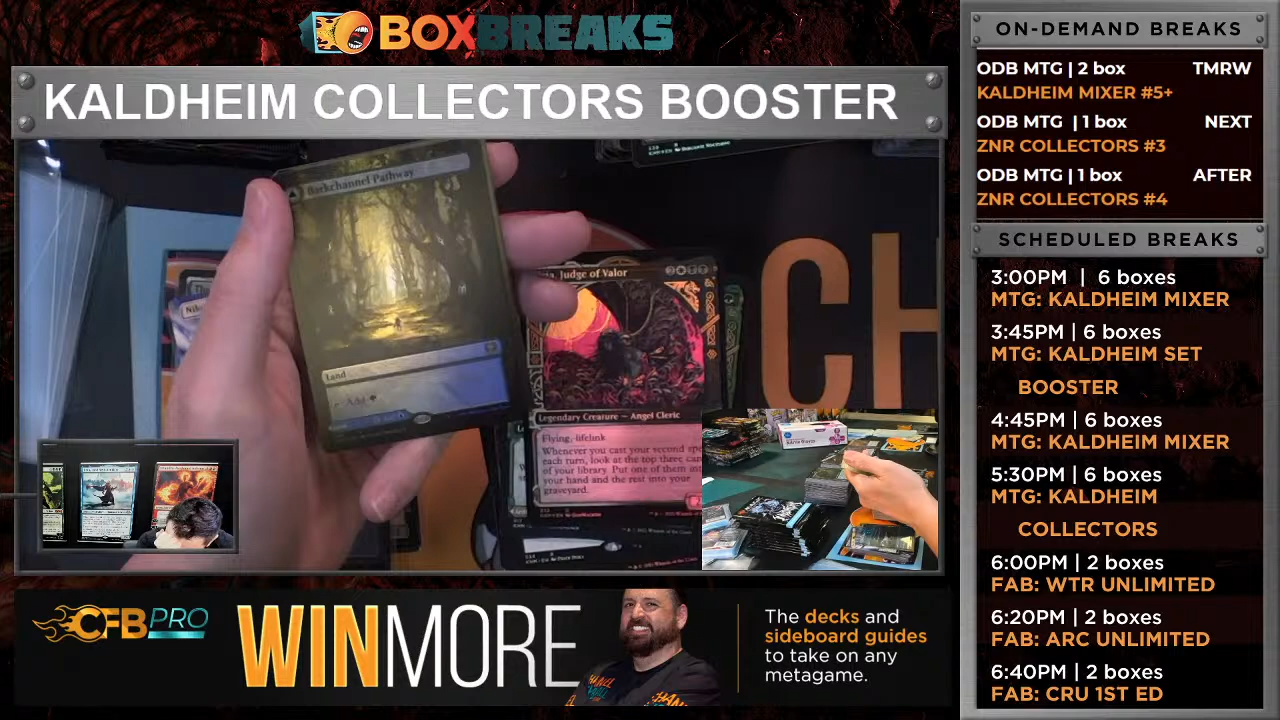 BOXBREAKS
KALDHEIM COLLECTORS BOOSTER
Barkchannel Pathway
Land
Add
Judge of Valor
Legendary Creature — Angel Cleric
Flying, lifelink
Whenever you cast your second
each turn, look at the top three
of your library. Put one of them
your hand and the rest into your
graveyard.
CH
CFBPRO
WINMORE
The decks and
sideboard guides
to take on any
metagame.
ON-DEMAND BREAKS
ODB MTG | 2 box TMRW
KALDHEIM MIXER #5+
ODB MTG | 1 box NEXT
ZNR COLLECTORS #3
ODB MTG | 1 box AFTER
ZNR COLLECTORS #4
SCHEDULED BREAKS
3:00PM | 6 boxes
MTG: KALDHEIM MIXER
3:45PM | 6 boxes
MTG: KALDHEIM SET
BOOSTER
4:45PM | 6 boxes
MTG: KALDHEIM MIXER
5:30PM | 6 boxes
MTG: KALDHEIM
COLLECTORS
6:00PM | 2 boxes
FAB: WTR UNLIMITED
6:20PM | 2 boxes
FAB: ARC UNLIMITED
6:40PM | 2 boxes
FAB: CRU 1ST ED